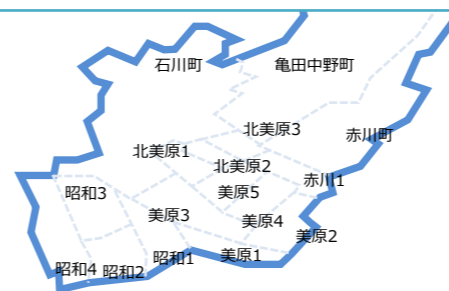 石川町
亀田中野町
北美原3
赤川町
北美原1
北美原2
赤川1
昭和3
美原5
美原3
美原4
美原2
昭和1
美原1
昭和4
昭和2